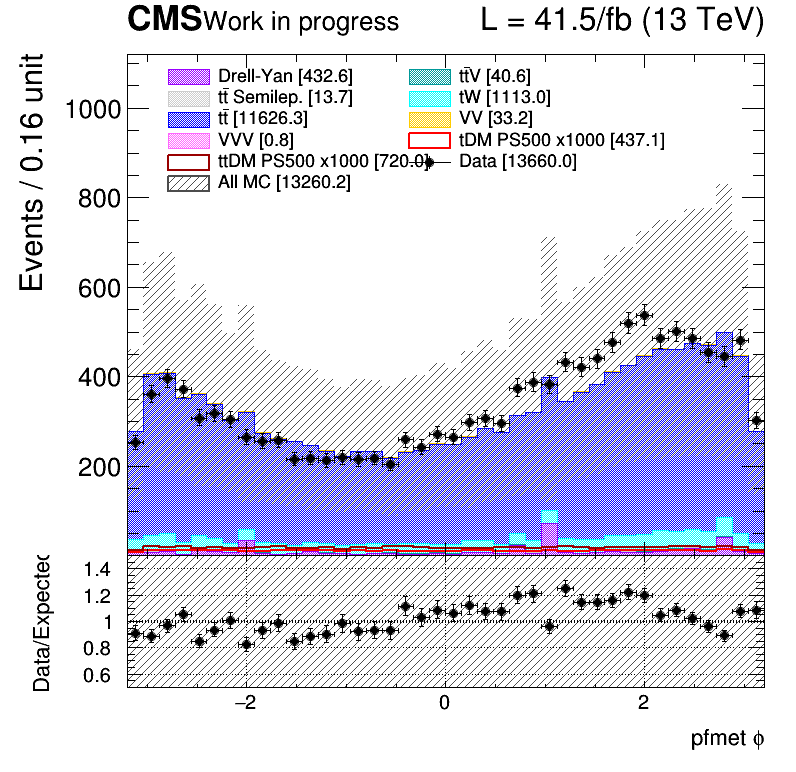 CMS Work in progress L = 41.5/fb (13 TeV)
Events / 0.16 unit
Drell-Yan [432.6] tt̄V [40.6]
tt̄ Semilep. [13.7] tW [1113.0]
tt̄ [11626.3] VV [33.2]
VVV [0.8] tDM PS500 x1000 [437.1]
ttDM PS500 x1000 [720.0] Data [13660.0]
All MC [13260.2]
1000
800
600
400
200
Data/Expected
1.4
1.2
1
0.8
0.6
−2 0 2
pfmet ϕ